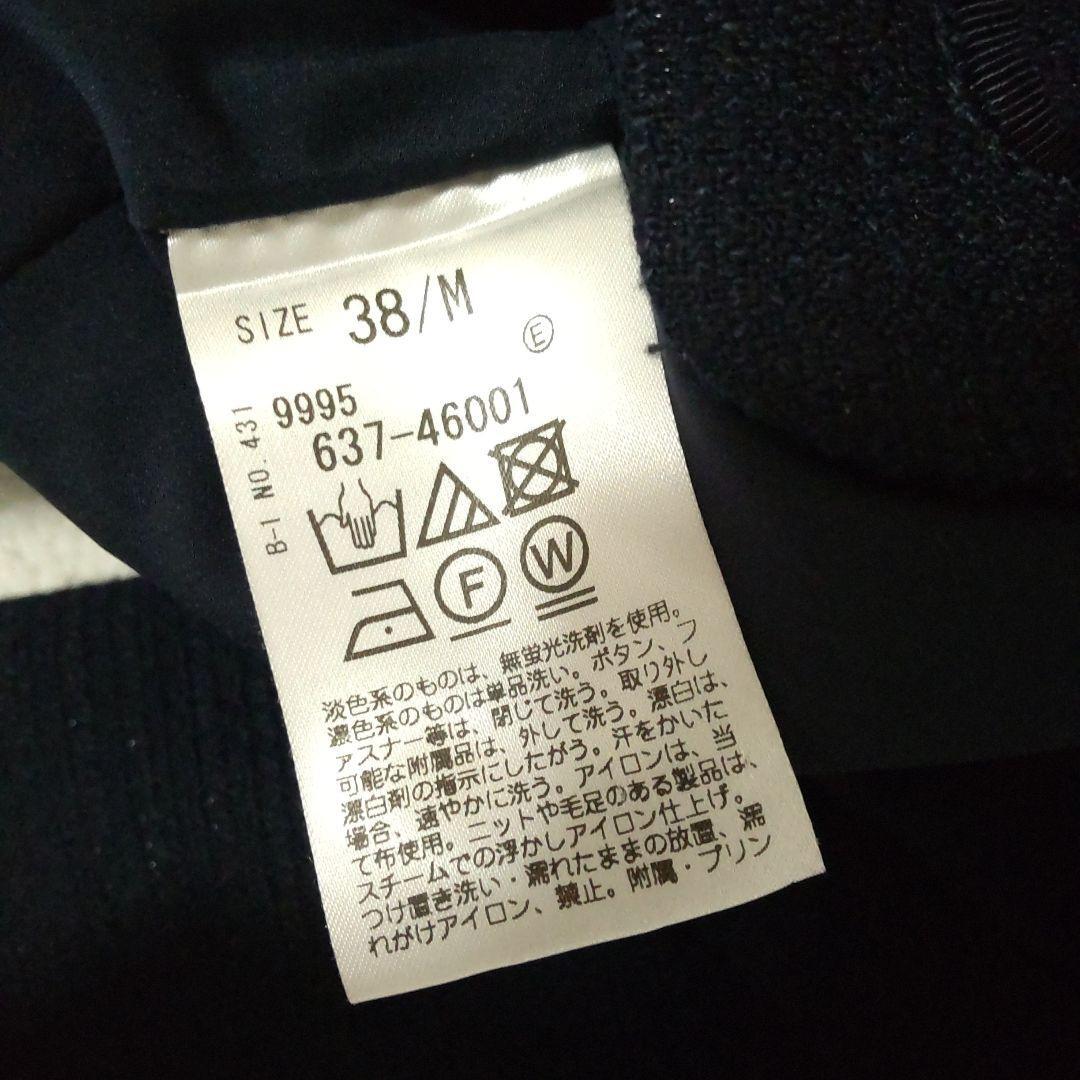 SIZE 38/M
E
9995
637-46001
B-1 NO.431
F W
淡色系のものは、無蛍光洗剤を使用。
濃色系のものは単品洗い。ボタン、フ
ァスナー等は、閉じて洗う。取り外し
可能な附属品は、外して洗う。漂白は、
漂白剤の指示にしたがう。汗をかいた
場合、速やかに洗う。アイロンは、当
て布使用。ニットや毛足のある製品は、
スチームでの浮かしアイロン仕上げ。
つけ置き洗い・濡れたままの放置、濡
れがけアイロン、禁止。附属・プリン